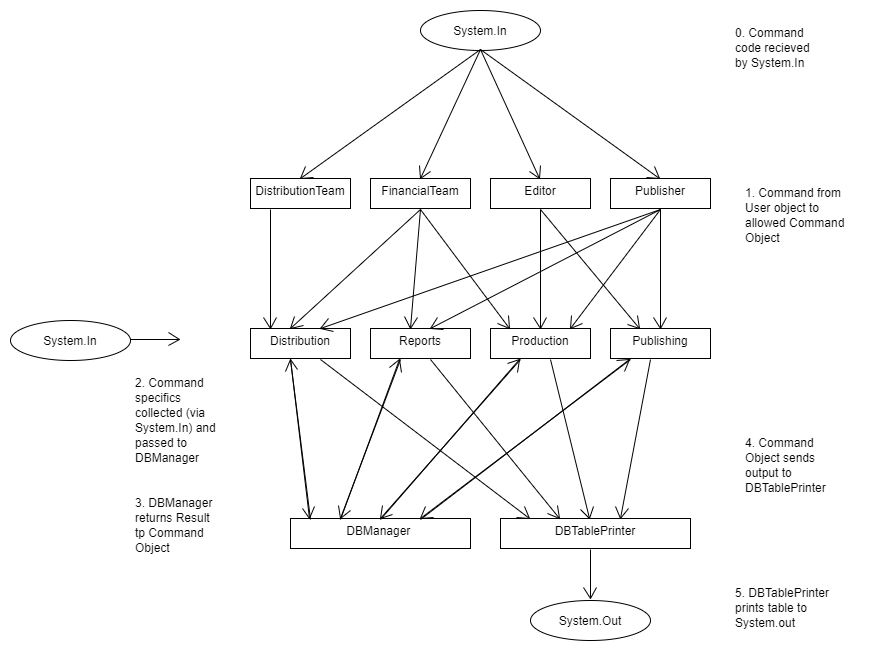 System.In
0. Command
code recieved
by System.In
DistributionTeam
FinancialTeam
Editor
Publisher
1. Command from
User object to
allowed Command
Object
System.In
Distribution
Reports
Production
Publishing
2. Command
specifics
collected (via
System.In) and
passed to
DBManager
4. Command
Object sends
output to
DBTablePrinter
3. DBManager
returns Result
tp Command
Object
DBManager
DBTablePrinter
5. DBTablePrinter
prints table to
System.out
System.Out